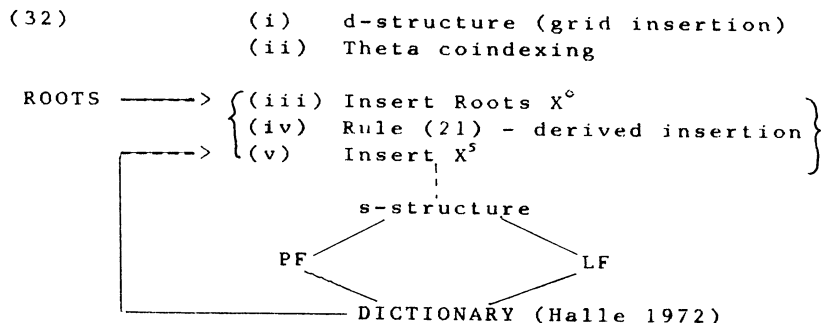 (32) (i) d-structure (grid insertion)
(ii) Theta coindexing
ROOTS (iii) Insert Roots X°
(iv) Rule (21) - derived insertion
(v) Insert X⁵
s-structure
PF LF
DICTIONARY (Halle 1972)